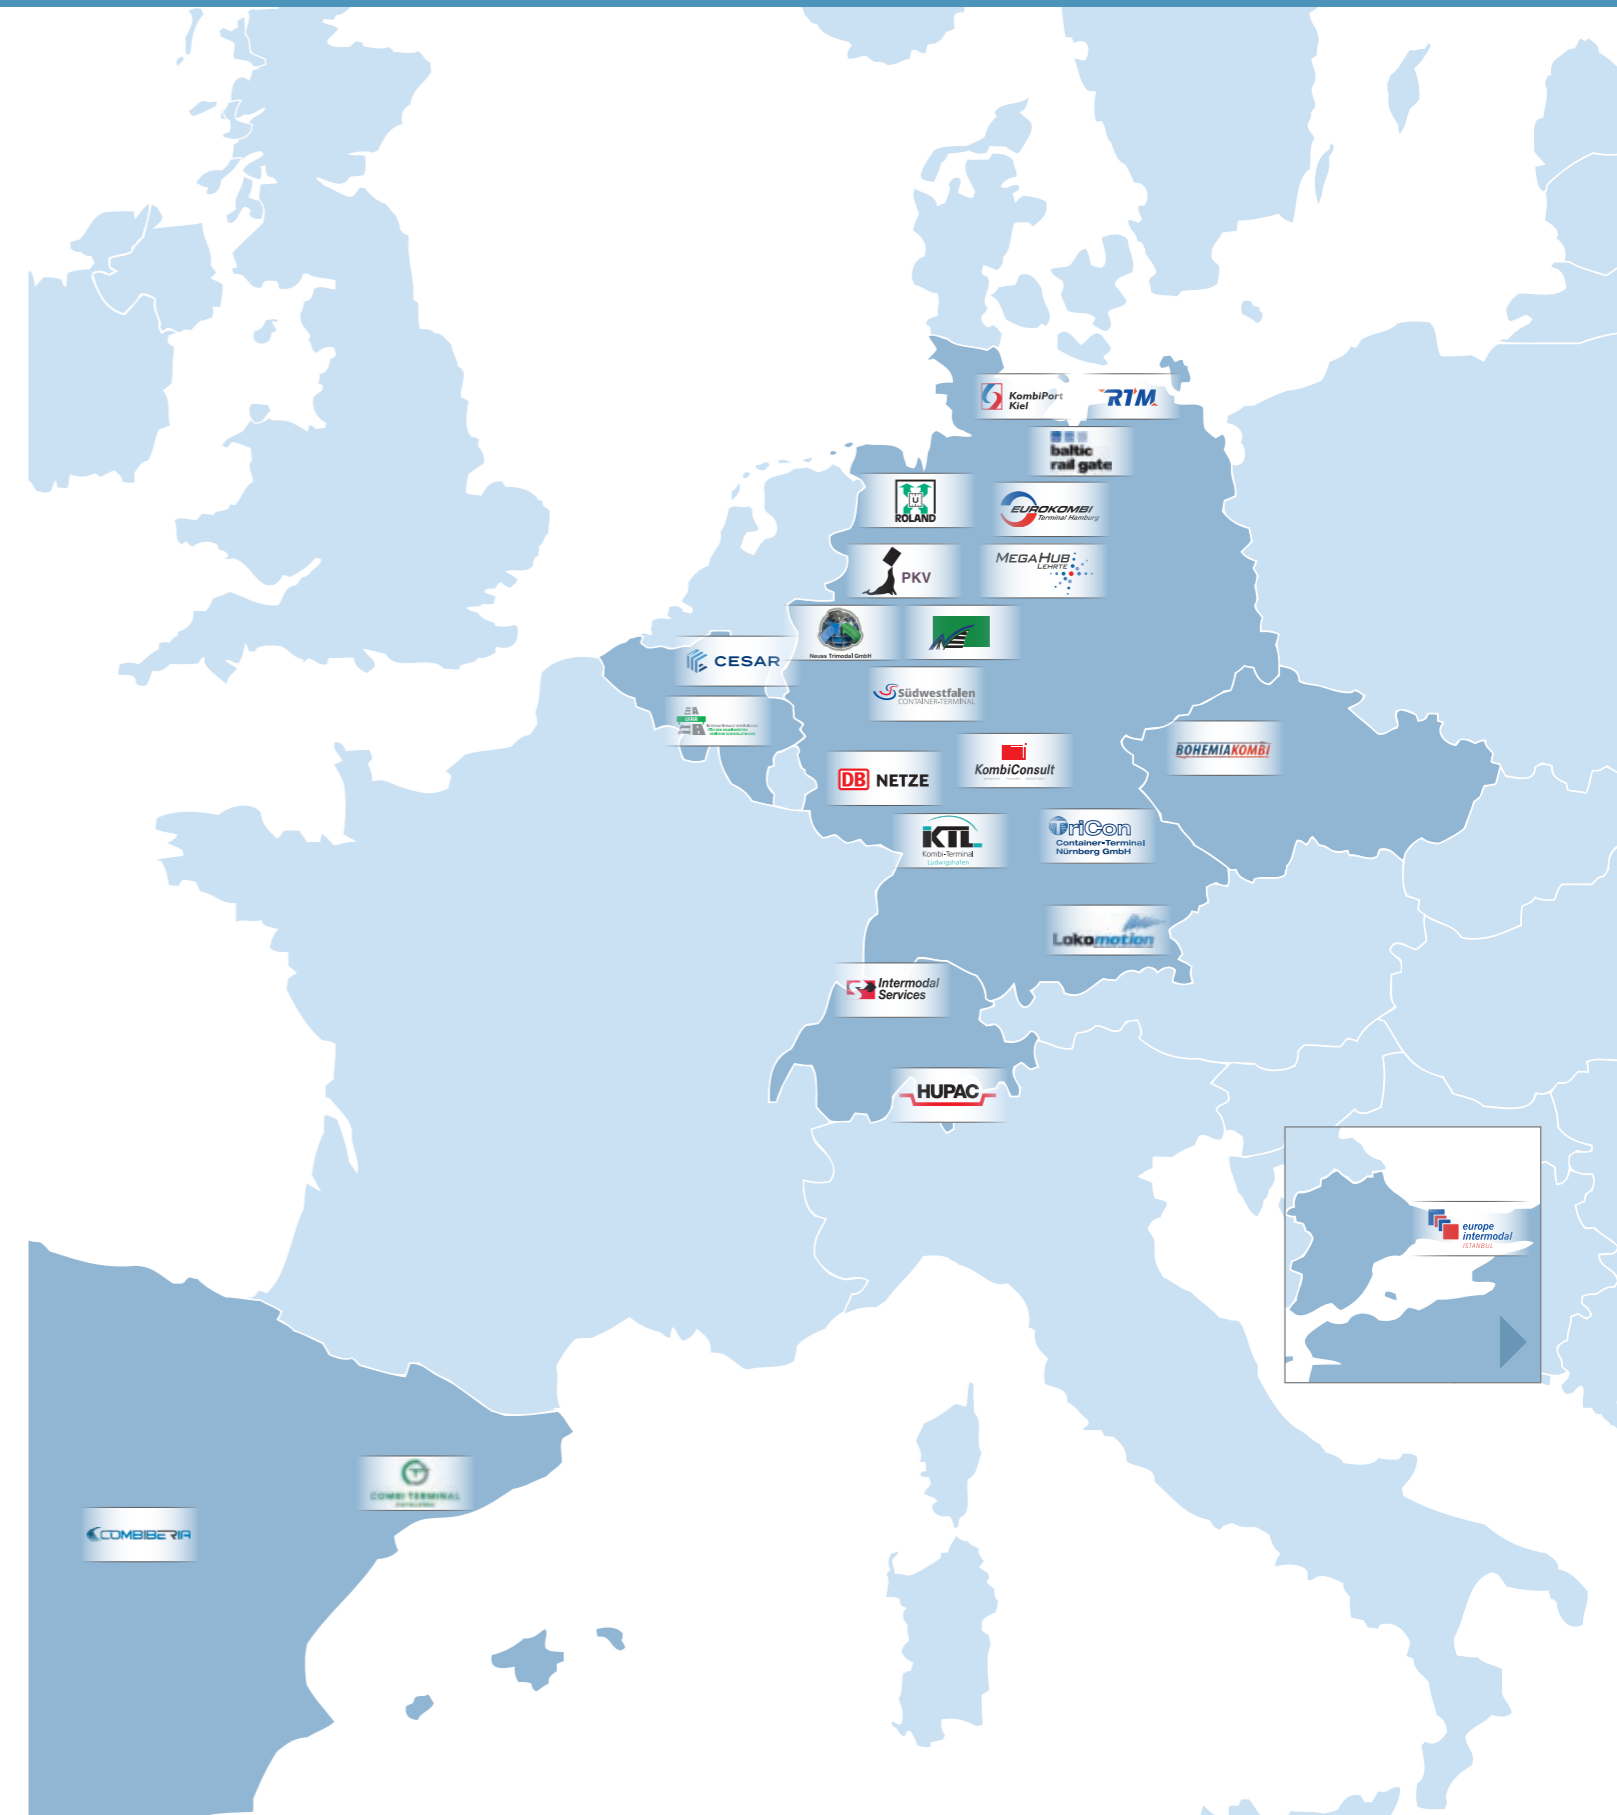 KombiPort
Kiel
RTM
baltic
rail gate
ROLAND
EUROKOMBI
Terminal Hamburg
PKV
MEGAHUB
LEHRTE
Neuss Trimodal GmbH
CESAR
Südwestfalen
CONTAINER-TERMINAL
UIRR
BOHEMIAKOMBI
KombiConsult
DB NETZE
KTL
Kombi-Terminal
Ludwigshafen
TriCon
Container-Terminal
Nürnberg GmbH
Lokomotion
Intermodal
Services
HUPAC
europe
intermodal
ISTANBUL
COMBI TERMINAL
COMBIBERIA